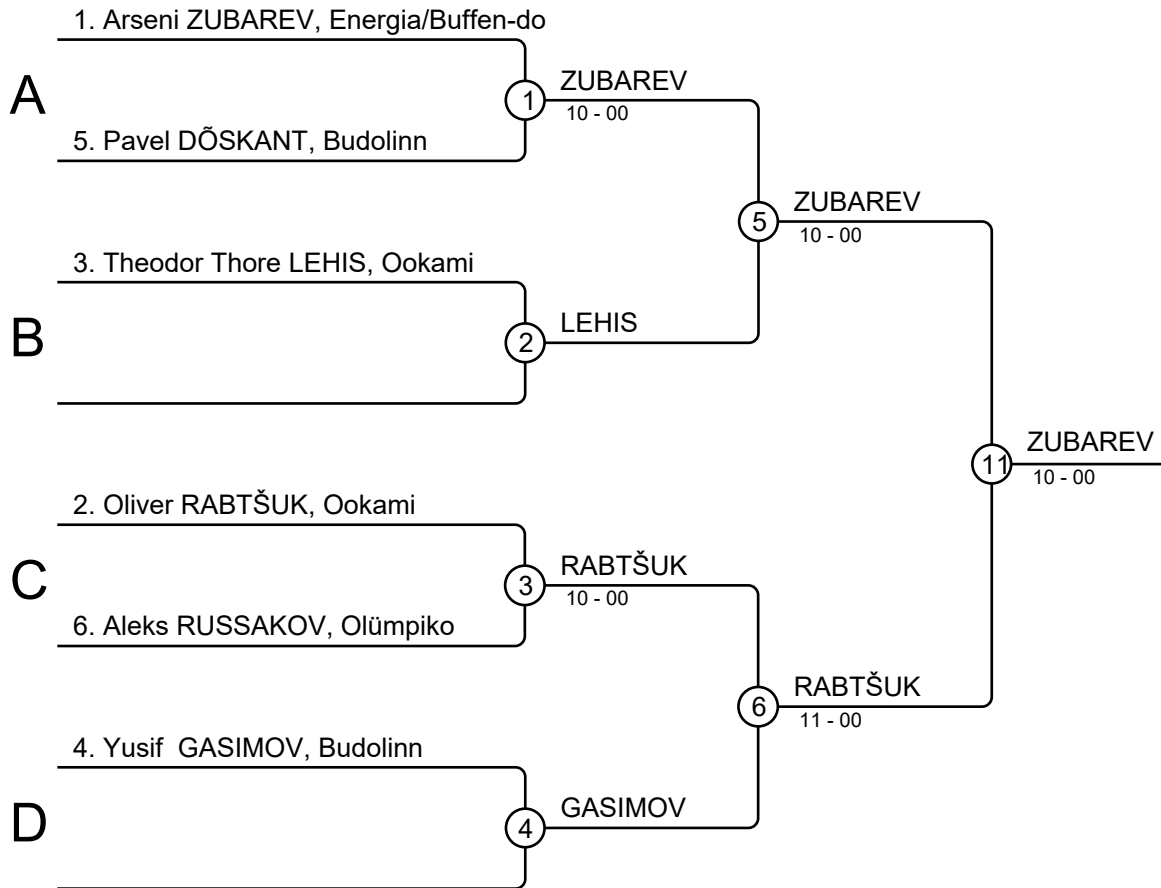 1. Arseni ZUBAREV, Energia/Buffen-do
A
1
ZUBAREV
10 - 00
5. Pavel DÕSKANT, Budolinn
5
ZUBAREV
10 - 00
3. Theodor Thore LEHIS, Ookami
B
2
LEHIS
11
ZUBAREV
10 - 00
2. Oliver RABTŠUK, Ookami
C
3
RABTŠUK
10 - 00
6. Aleks RUSSAKOV, Olümpiko
6
RABTŠUK
11 - 00
4. Yusif  GASIMOV, Budolinn
D
4
GASIMOV